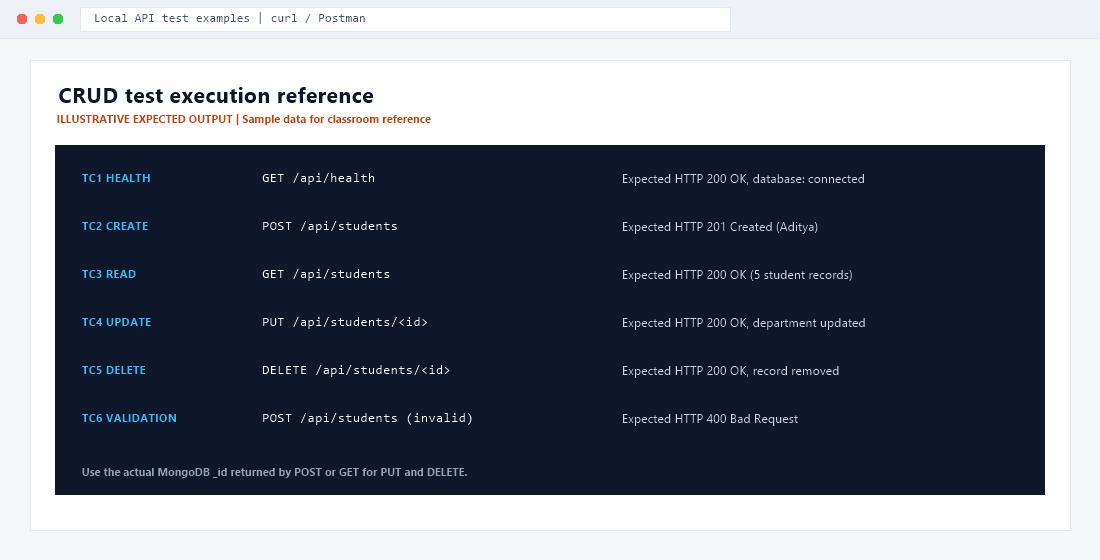 Local API test examples | curl / Postman
CRUD test execution reference
ILLUSTRATIVE EXPECTED OUTPUT | Sample data for classroom reference
TC1 HEALTH GET /api/health Expected HTTP 200 OK, database: connected
TC2 CREATE POST /api/students Expected HTTP 201 Created (Aditya)
TC3 READ GET /api/students Expected HTTP 200 OK (5 student records)
TC4 UPDATE PUT /api/students/<id> Expected HTTP 200 OK, department updated
TC5 DELETE DELETE /api/students/<id> Expected HTTP 200 OK, record removed
TC6 VALIDATION POST /api/students (invalid) Expected HTTP 400 Bad Request
Use the actual MongoDB _id returned by POST or GET for PUT and DELETE.